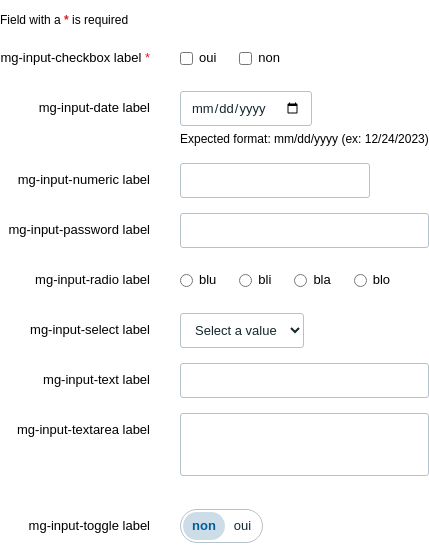 Field with a * is required
mg-input-checkbox label * oui non
mg-input-date label mm/dd/yyyy
Expected format: mm/dd/yyyy (ex: 12/24/2023)
mg-input-numeric label
mg-input-password label
mg-input-radio label blu bli bla blo
mg-input-select label Select a value
mg-input-text label
mg-input-textarea label
mg-input-toggle label non oui